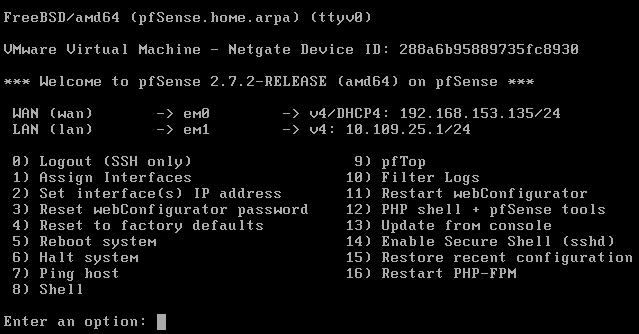 FreeBSD/amd64 (pfSense.home.arpa) (ttyv0)
VMware Virtual Machine - Netgate Device ID: 288a6b95889735fc8930
*** Welcome to pfSense 2.7.2-RELEASE (amd64) on pfSense ***
WAN (wan) -> em0 -> v4/DHCP4: 192.168.153.135/24
LAN (lan) -> em1 -> v4: 10.109.25.1/24
0) Logout (SSH only) 9) pfTop
1) Assign Interfaces 10) Filter Logs
2) Set interface(s) IP address 11) Restart webConfigurator
3) Reset webConfigurator password 12) PHP shell + pfSense tools
4) Reset to factory defaults 13) Update from console
5) Reboot system 14) Enable Secure Shell (sshd)
6) Halt system 15) Restore recent configuration
7) Ping host 16) Restart PHP-FPM
8) Shell
Enter an option: